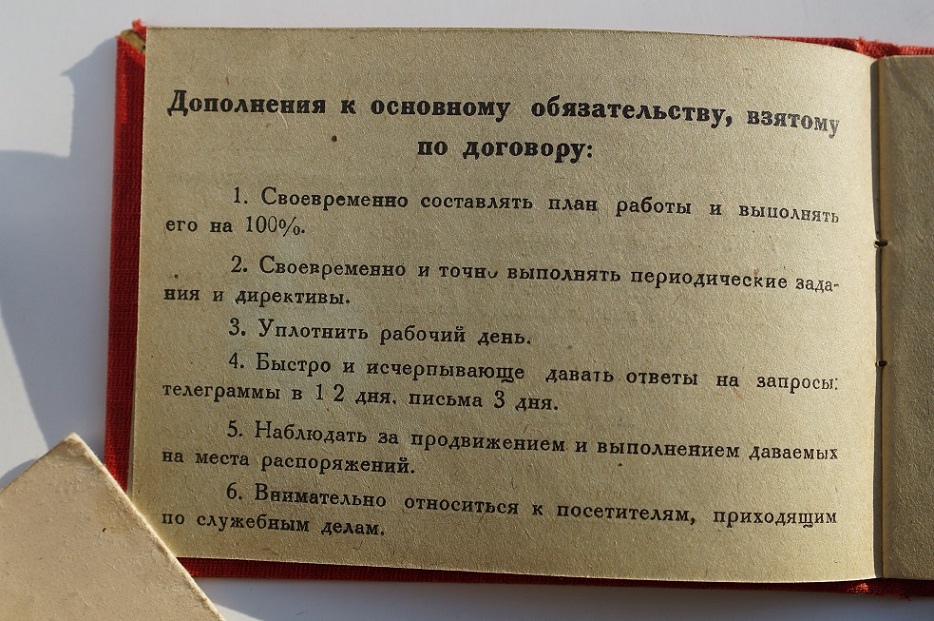 Дополнения к основному обязательству, взятому
по договору:
1. Своевременно составлять план работы и выполнять
его на 100%.
2. Своевременно и точно выполнять периодические зада-
ния и директивы.
3. Уплотнить рабочий день.
4. Быстро и исчерпывающе давать ответы на запросы:
телеграммы в 1 2 дня. письма 3 дня.
5. Наблюдать за продвижением и выполнением даваемых
на места распоряжений.
6. Внимательно относиться к посетителям, приходящим
по служебным делам.